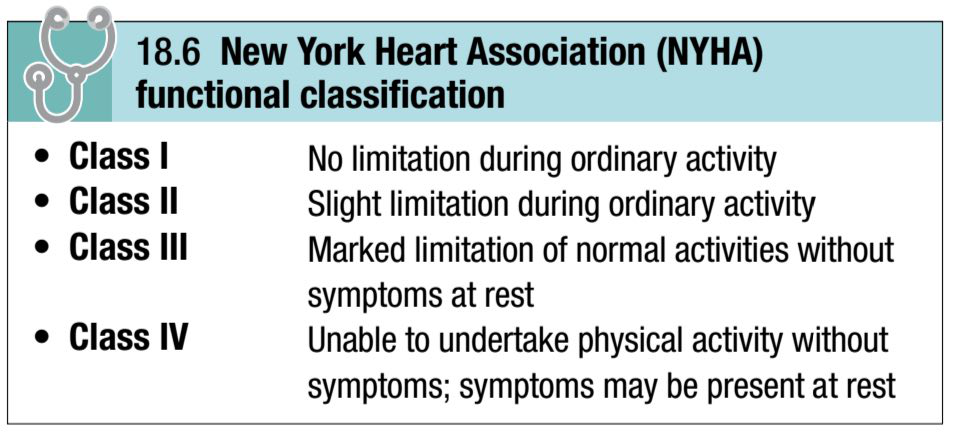 18.6 New York Heart Association (NYHA)
functional classification
• Class I No limitation during ordinary activity
• Class II Slight limitation during ordinary activity
• Class III Marked limitation of normal activities without
symptoms at rest
• Class IV Unable to undertake physical activity without
symptoms; symptoms may be present at rest